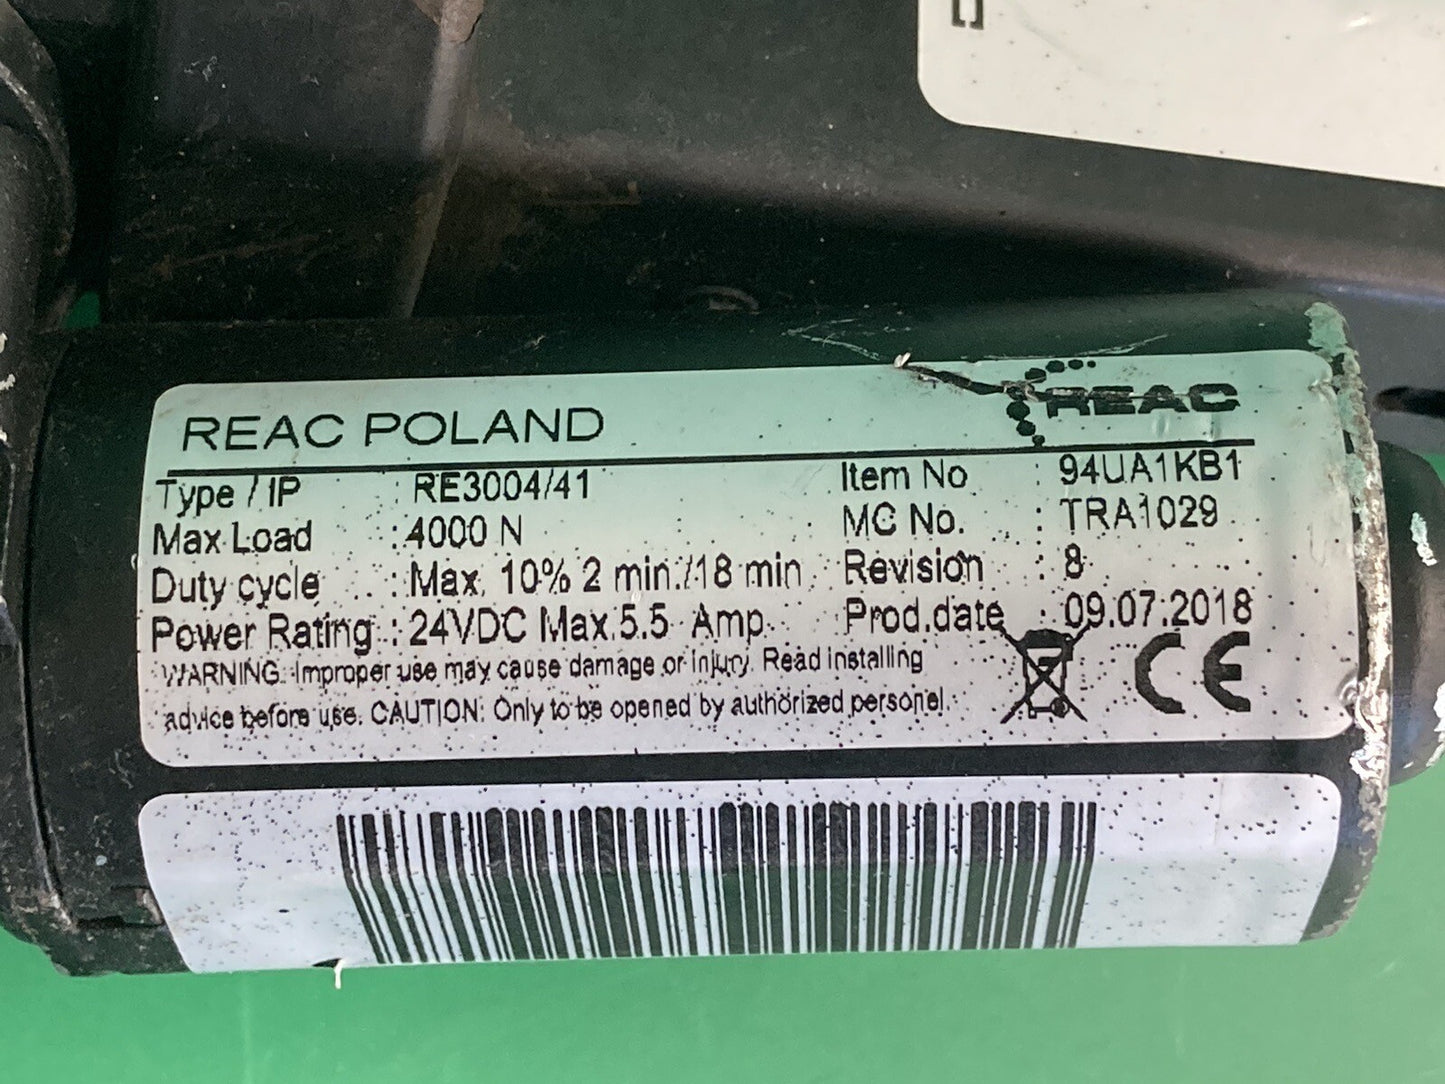 REAC POLAND REAC
Type / IP : RE3004/41 Item No : 94UA1KB1
Max Load : 4000 N MC No. : TRA1029
Duty cycle : Max. 10% 2 min./18 min Revision : 8
Power Rating : 24VDC Max.5.5 Amp Prod.date : 09.07.2018
WARNING: Improper use may cause damage or injury. Read installing
advice before use. CAUTION: Only to be opened by authorized personel.
CE